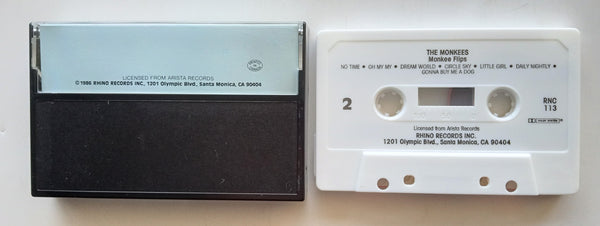 LICENSED FROM ARISTA RECORDS
©1986 RHINO RECORDS INC, 1201 Olympic Blvd., Santa Monica, CA 90404
THE MONKEES
Monkee Flips
NO TIME • OH MY MY • DREAM WORLD • CIRCLE SKY • LITTLE GIRL • DAILY NIGHTLY •
GONNA BUY ME A DOG
2
RNC
113
Licensed from Arista Records
RHINO RECORDS INC.
1201 Olympic Blvd., Santa Monica, CA 90404